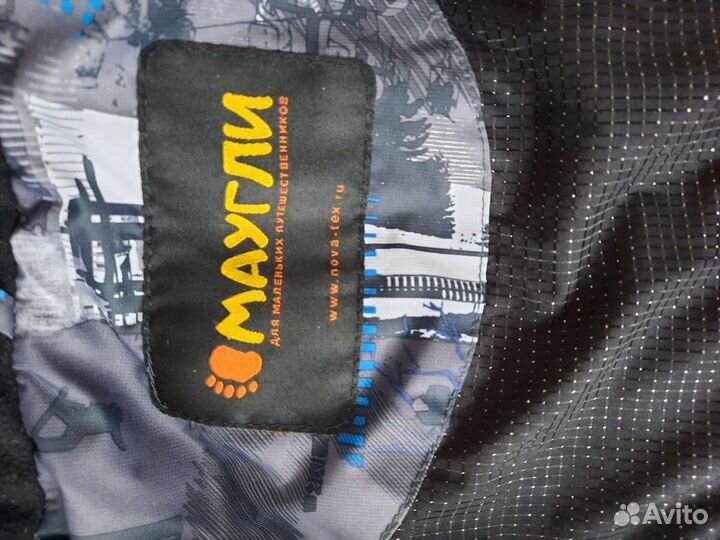 МАУГЛИ
ДЛЯ МАЛЕНЬКИХ ПУТЕШЕСТВЕННИКОВ
www.nova-tex.ru
Avito